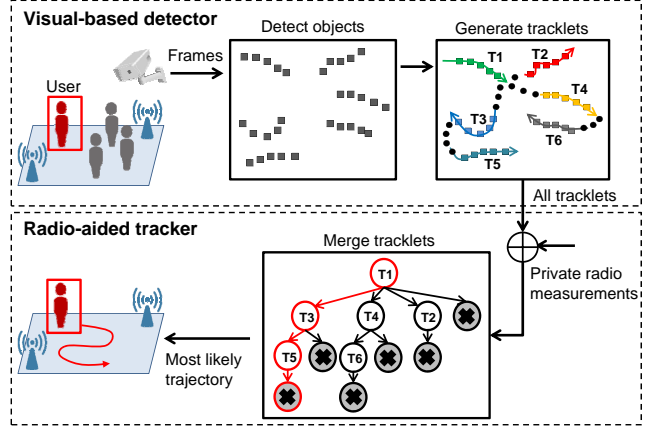 Visual-based detector
Detect objects
Generate tracklets
Frames
User
T1
T2
T4
T3
T6
T5
All tracklets
Radio-aided tracker
Merge tracklets
Private radio
measurements
T1
T3
T4
T2
T5
T6
Most likely
trajectory